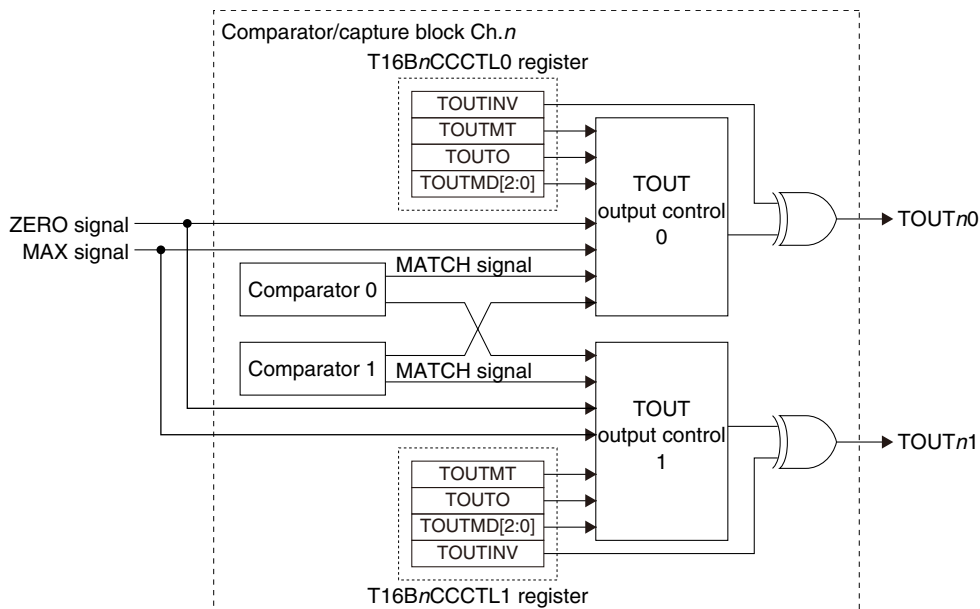 Comparator/capture block Ch.n
T16BnCCCTL0 register
TOUTINV
TOUTMT
TOUTO
TOUTMD[2:0]
TOUT
output control
0
TOUTn0
ZERO signal
MAX signal
MATCH signal
Comparator 0
Comparator 1
MATCH signal
TOUT
output control
1
TOUTn1
TOUTMT
TOUTO
TOUTMD[2:0]
TOUTINV
T16BnCCCTL1 register